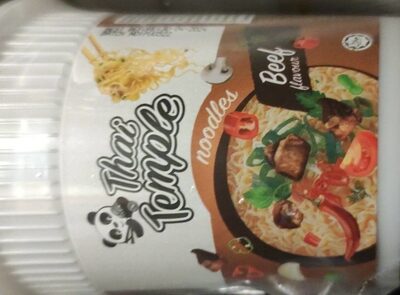 Thai
Temple
noodles
Beef
flavour